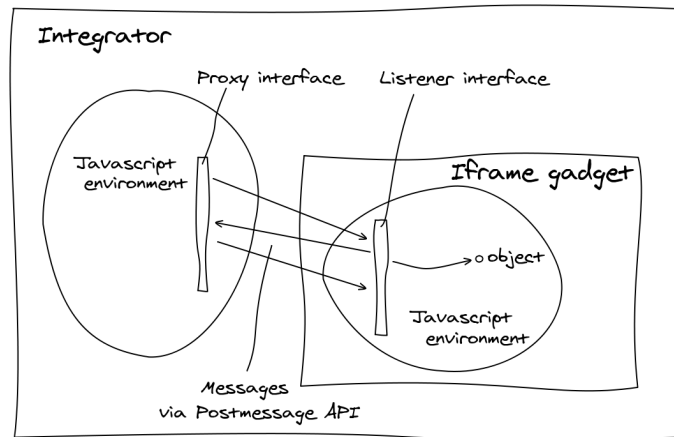 Integrator
Proxy interface
Listener interface
Javascript
environment
Iframe gadget
object
Javascript
environment
Messages
via Postmessage API